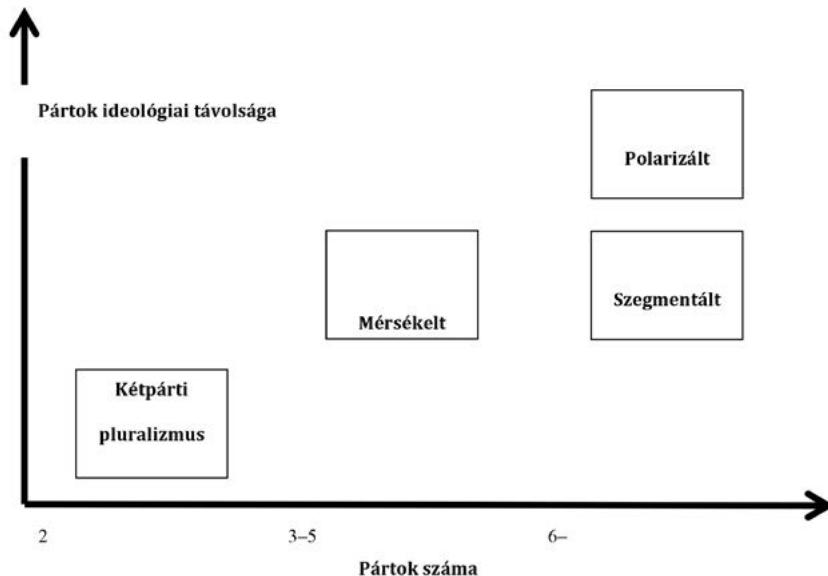 Pártok ideológiai távolsága
Polarizált
Mérsékelt
Szegmentált
Kétpárti
pluralizmus
2
3–5
6–
Pártok száma